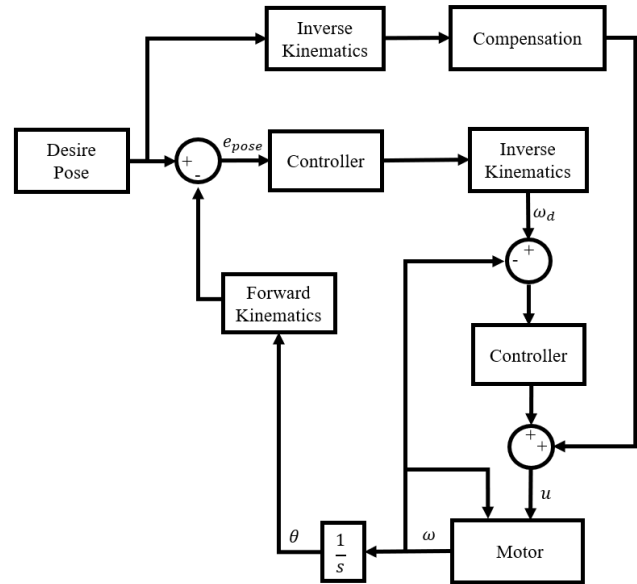 Inverse
Kinematics
Compensation
Desire
Pose
+
-
e_pose
Controller
Inverse
Kinematics
ω_d
+
-
Forward
Kinematics
Controller
+
+
u
θ
1
s
ω
Motor